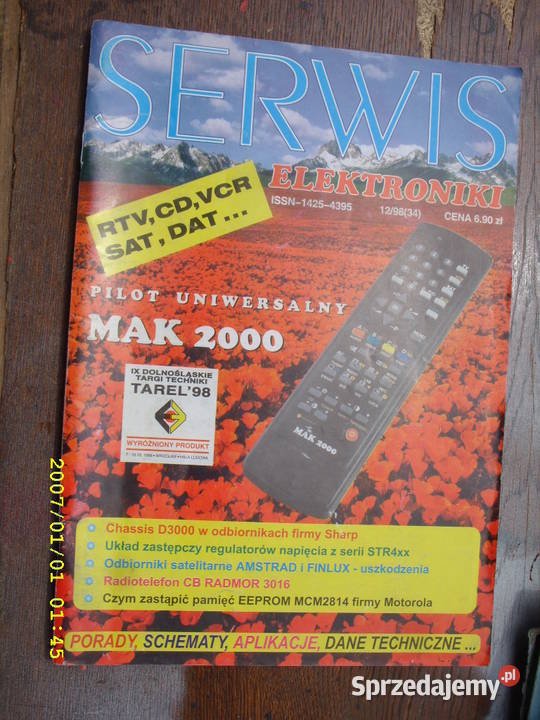 SERWIS
ELEKTRONIKI
ISSN-1425-4395 12/98(34) CENA 6.90 zł
RTV,CD,VCR
SAT, DAT ...
PILOT UNIWERSALNY
MAK 2000
IX DOLNOŚLĄSKIE
TARGI TECHNIKI
TAREL'98
WYRÓŻNIONY PRODUKT
MAK 2000
Chassis D3000 w odbiornikach firmy Sharp
Układ zastępczy regulatorów napięcia z serii STR4xx
Odbiorniki satelitarne AMSTRAD i FINLUX - uszkodzenia
Radiotelefon CB RADMOR 3016
Czym zastąpić pamięć EEPROM MCM2814 firmy Motorola
PORADY, SCHEMATY, APLIKACJE, DANE TECHNICZNE ...
2007/01/01 01:45
Sprzedajemy.pl